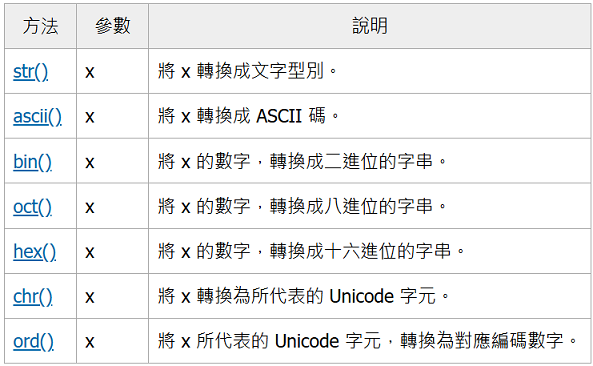 方法 參數 說明
str() x 將 x 轉換成文字型別。
ascii() x 將 x 轉換成 ASCII 碼。
bin() x 將 x 的數字，轉換成二進位的字串。
oct() x 將 x 的數字，轉換成八進位的字串。
hex() x 將 x 的數字，轉換成十六進位的字串。
chr() x 將 x 轉換為所代表的 Unicode 字元。
ord() x 將 x 所代表的 Unicode 字元，轉換為對應編碼數字。